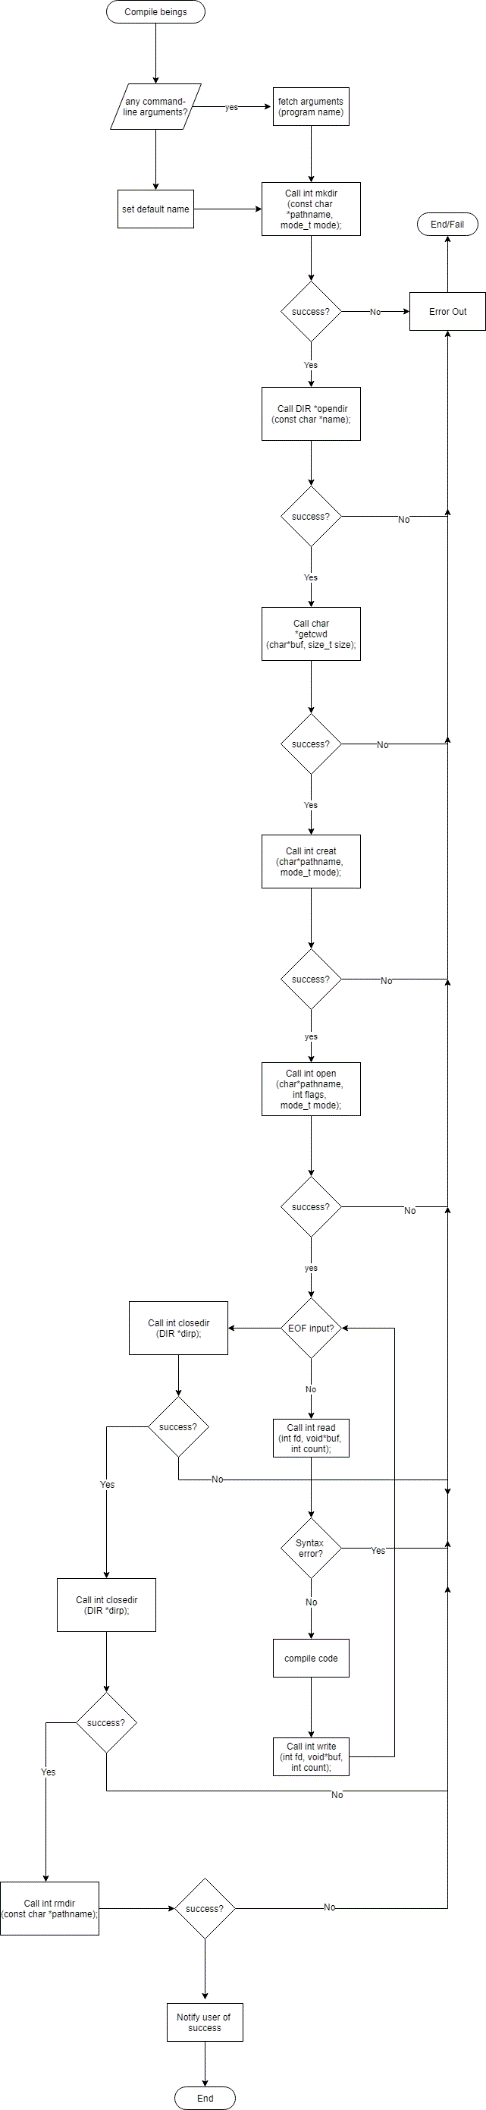 Compile beings
any command-
line arguments?
yes
fetch arguments
(program name)
set default name
Call int mkdir
(const char
*pathname,
mode_t mode);
End/Fail
success?
No
Error Out
Yes
Call DIR *opendir
(const char *name);
success?
No
Yes
Call char
*getcwd
(char*buf, size_t size);
success?
No
Yes
Call int creat
(char*pathname,
mode_t mode);
success?
No
yes
Call int open
(char*pathname,
int flags,
mode_t mode);
success?
No
yes
Call int closedir
(DIR *dirp);
EOF input?
No
success?
Call int read
(int fd, void*buf,
int count);
No
Yes
Syntax
error?
Yes
Call int closedir
(DIR *dirp);
No
compile code
success?
Call int write
(int fd, void*buf,
int count);
Yes
No
Call int rmdir
(const char *pathname);
success?
No
Notify user of
success
End